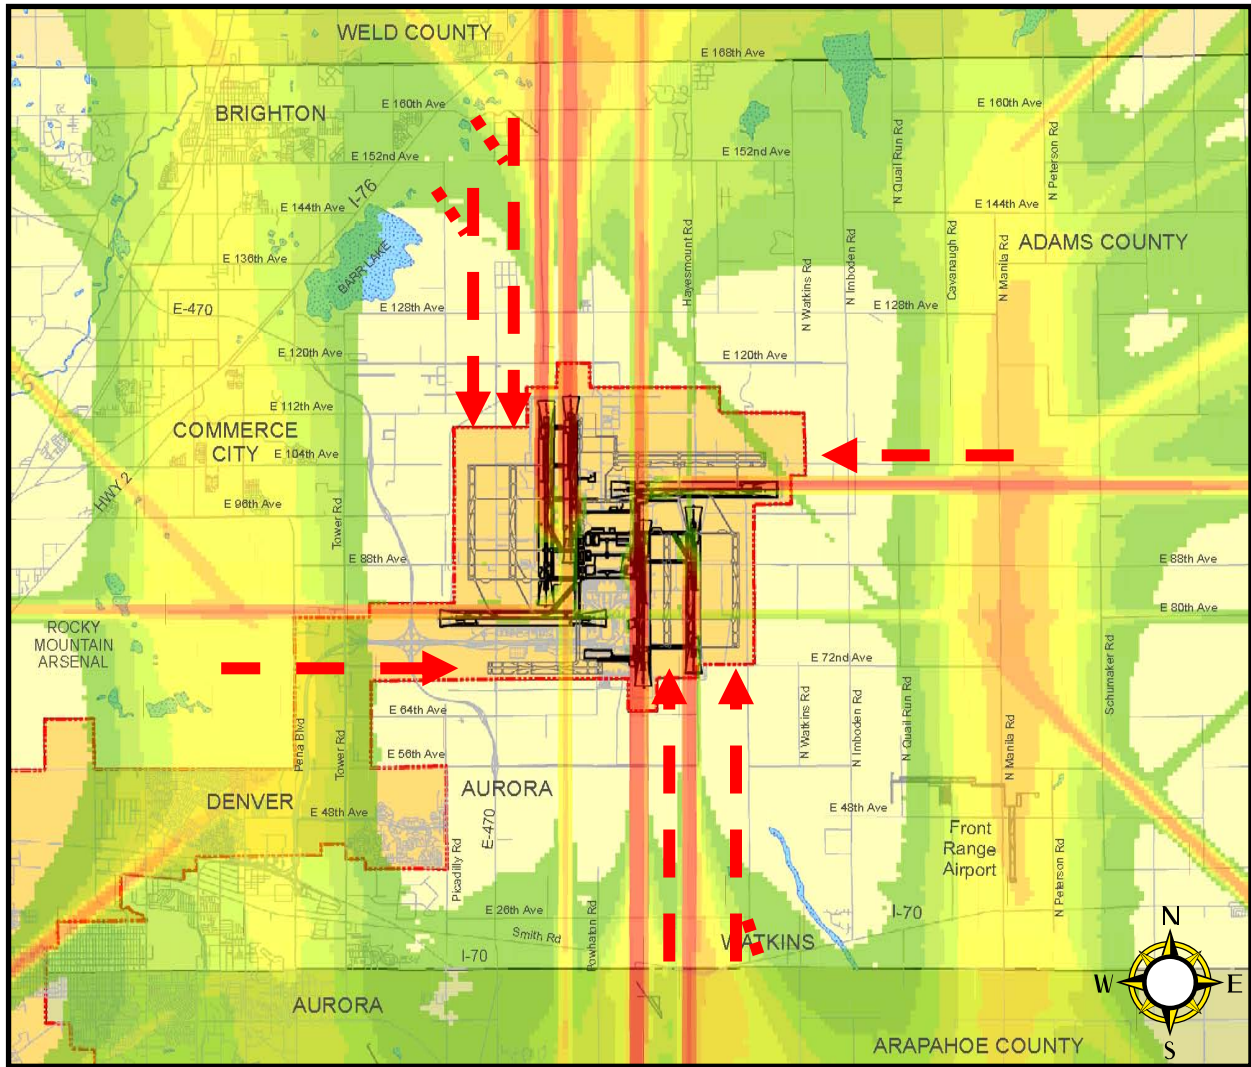 WELD COUNTY
E 168th Ave
E 160th Ave
E 160th Ave
BRIGHTON
E 152nd Ave
E 152nd Ave
N Quail Run Rd
N Peterson Rd
I-76
E 144th Ave
E 144th Ave
BARR LAKE
Hayesmount Rd
N Imboden Rd
Cavanaugh Rd
N Manila Rd
ADAMS COUNTY
E 136th Ave
N Watkins Rd
E-470
E 128th Ave
E 128th Ave
E 120th Ave
E 120th Ave
E 112th Ave
COMMERCE
CITY
E 104th Ave
HWY 2
E 96th Ave
Tower Rd
E 88th Ave
E 88th Ave
E 80th Ave
ROCKY
MOUNTAIN
ARSENAL
E 72nd Ave
Schumaker Rd
E 64th Ave
N Watkins Rd
N Imboden Rd
N Quail Run Rd
N Manila Rd
Pena Blvd
Tower Rd
E 56th Ave
AURORA
DENVER
E 48th Ave
E 48th Ave
E-470
Picadilly Rd
Front
Range
Airport
N Peterson Rd
E 26th Ave
Smith Rd
Powhaton Rd
I-70
I-70
WATKINS
AURORA
ARAPAHOE COUNTY
N
W
E
S